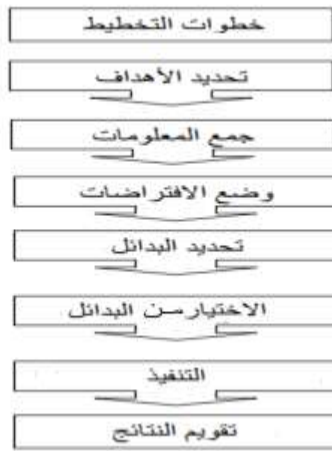 خطوات التخطيط
تحديد الأهداف
جمع المعلومات
وضع الافتراضات
تحديد البدائل
الاختيار من البدائل
التنفيذ
تقويم النتائج